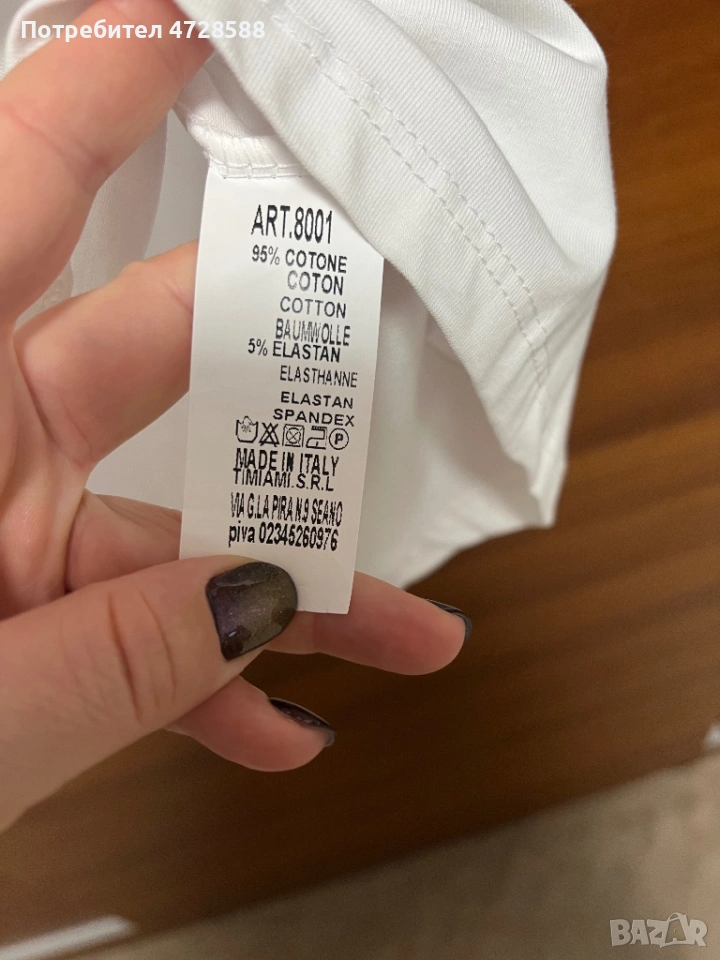 Потребител 4728588
ART.8001
95% COTONE
COTON
COTTON
BAUMWOLLE
5% ELASTAN
ELASTHANNE
ELASTAN
SPANDEX
P
MADE IN ITALY
TIMIAMI.S.R.L
VIA G.LA PIRA N.9 SEANO
piva 02345260976
BAZAR